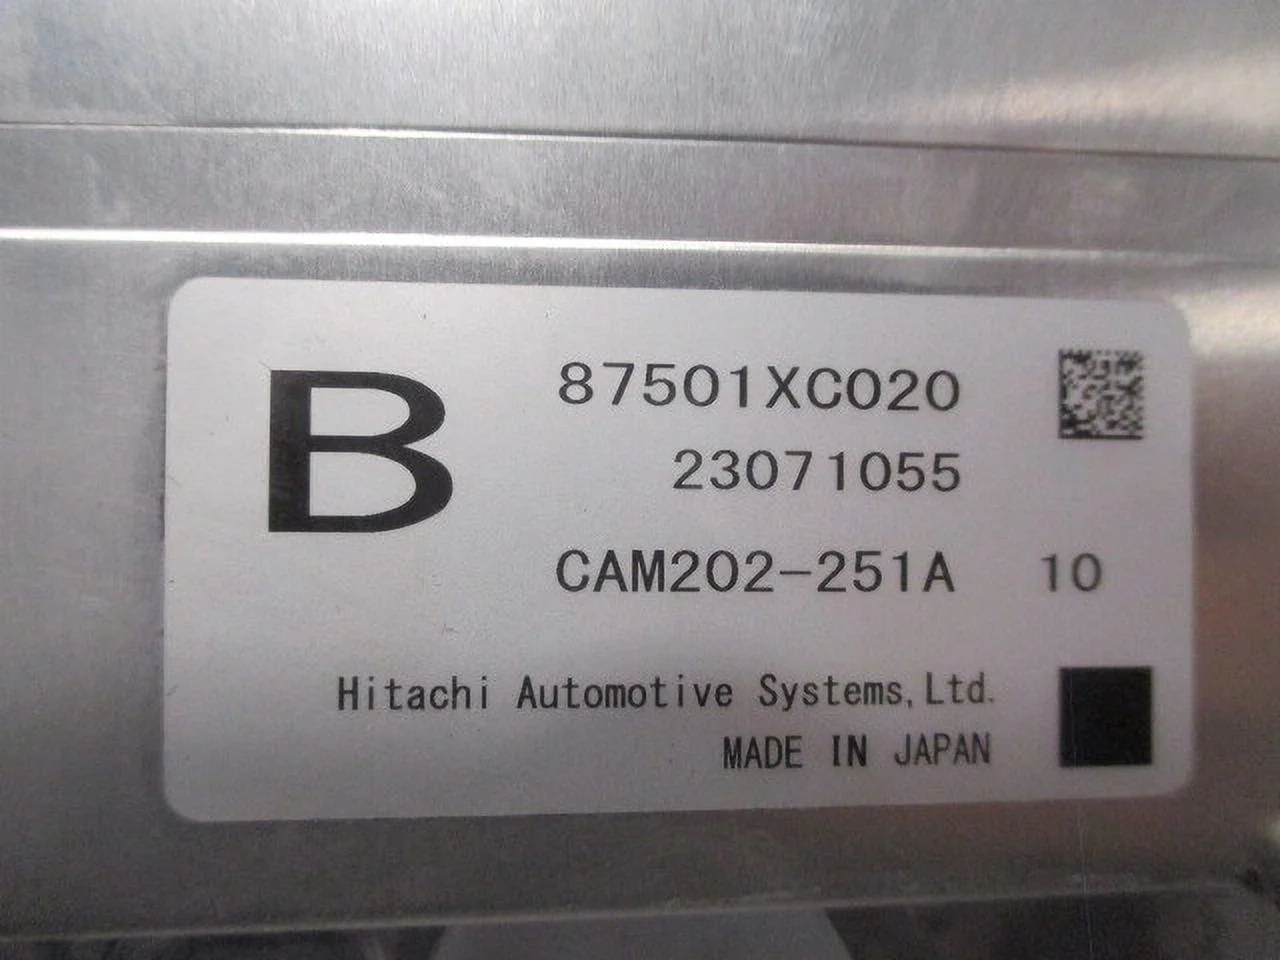 B
87501XC020
23071055
CAM202-251A 10
Hitachi Automotive Systems,Ltd.
MADE IN JAPAN